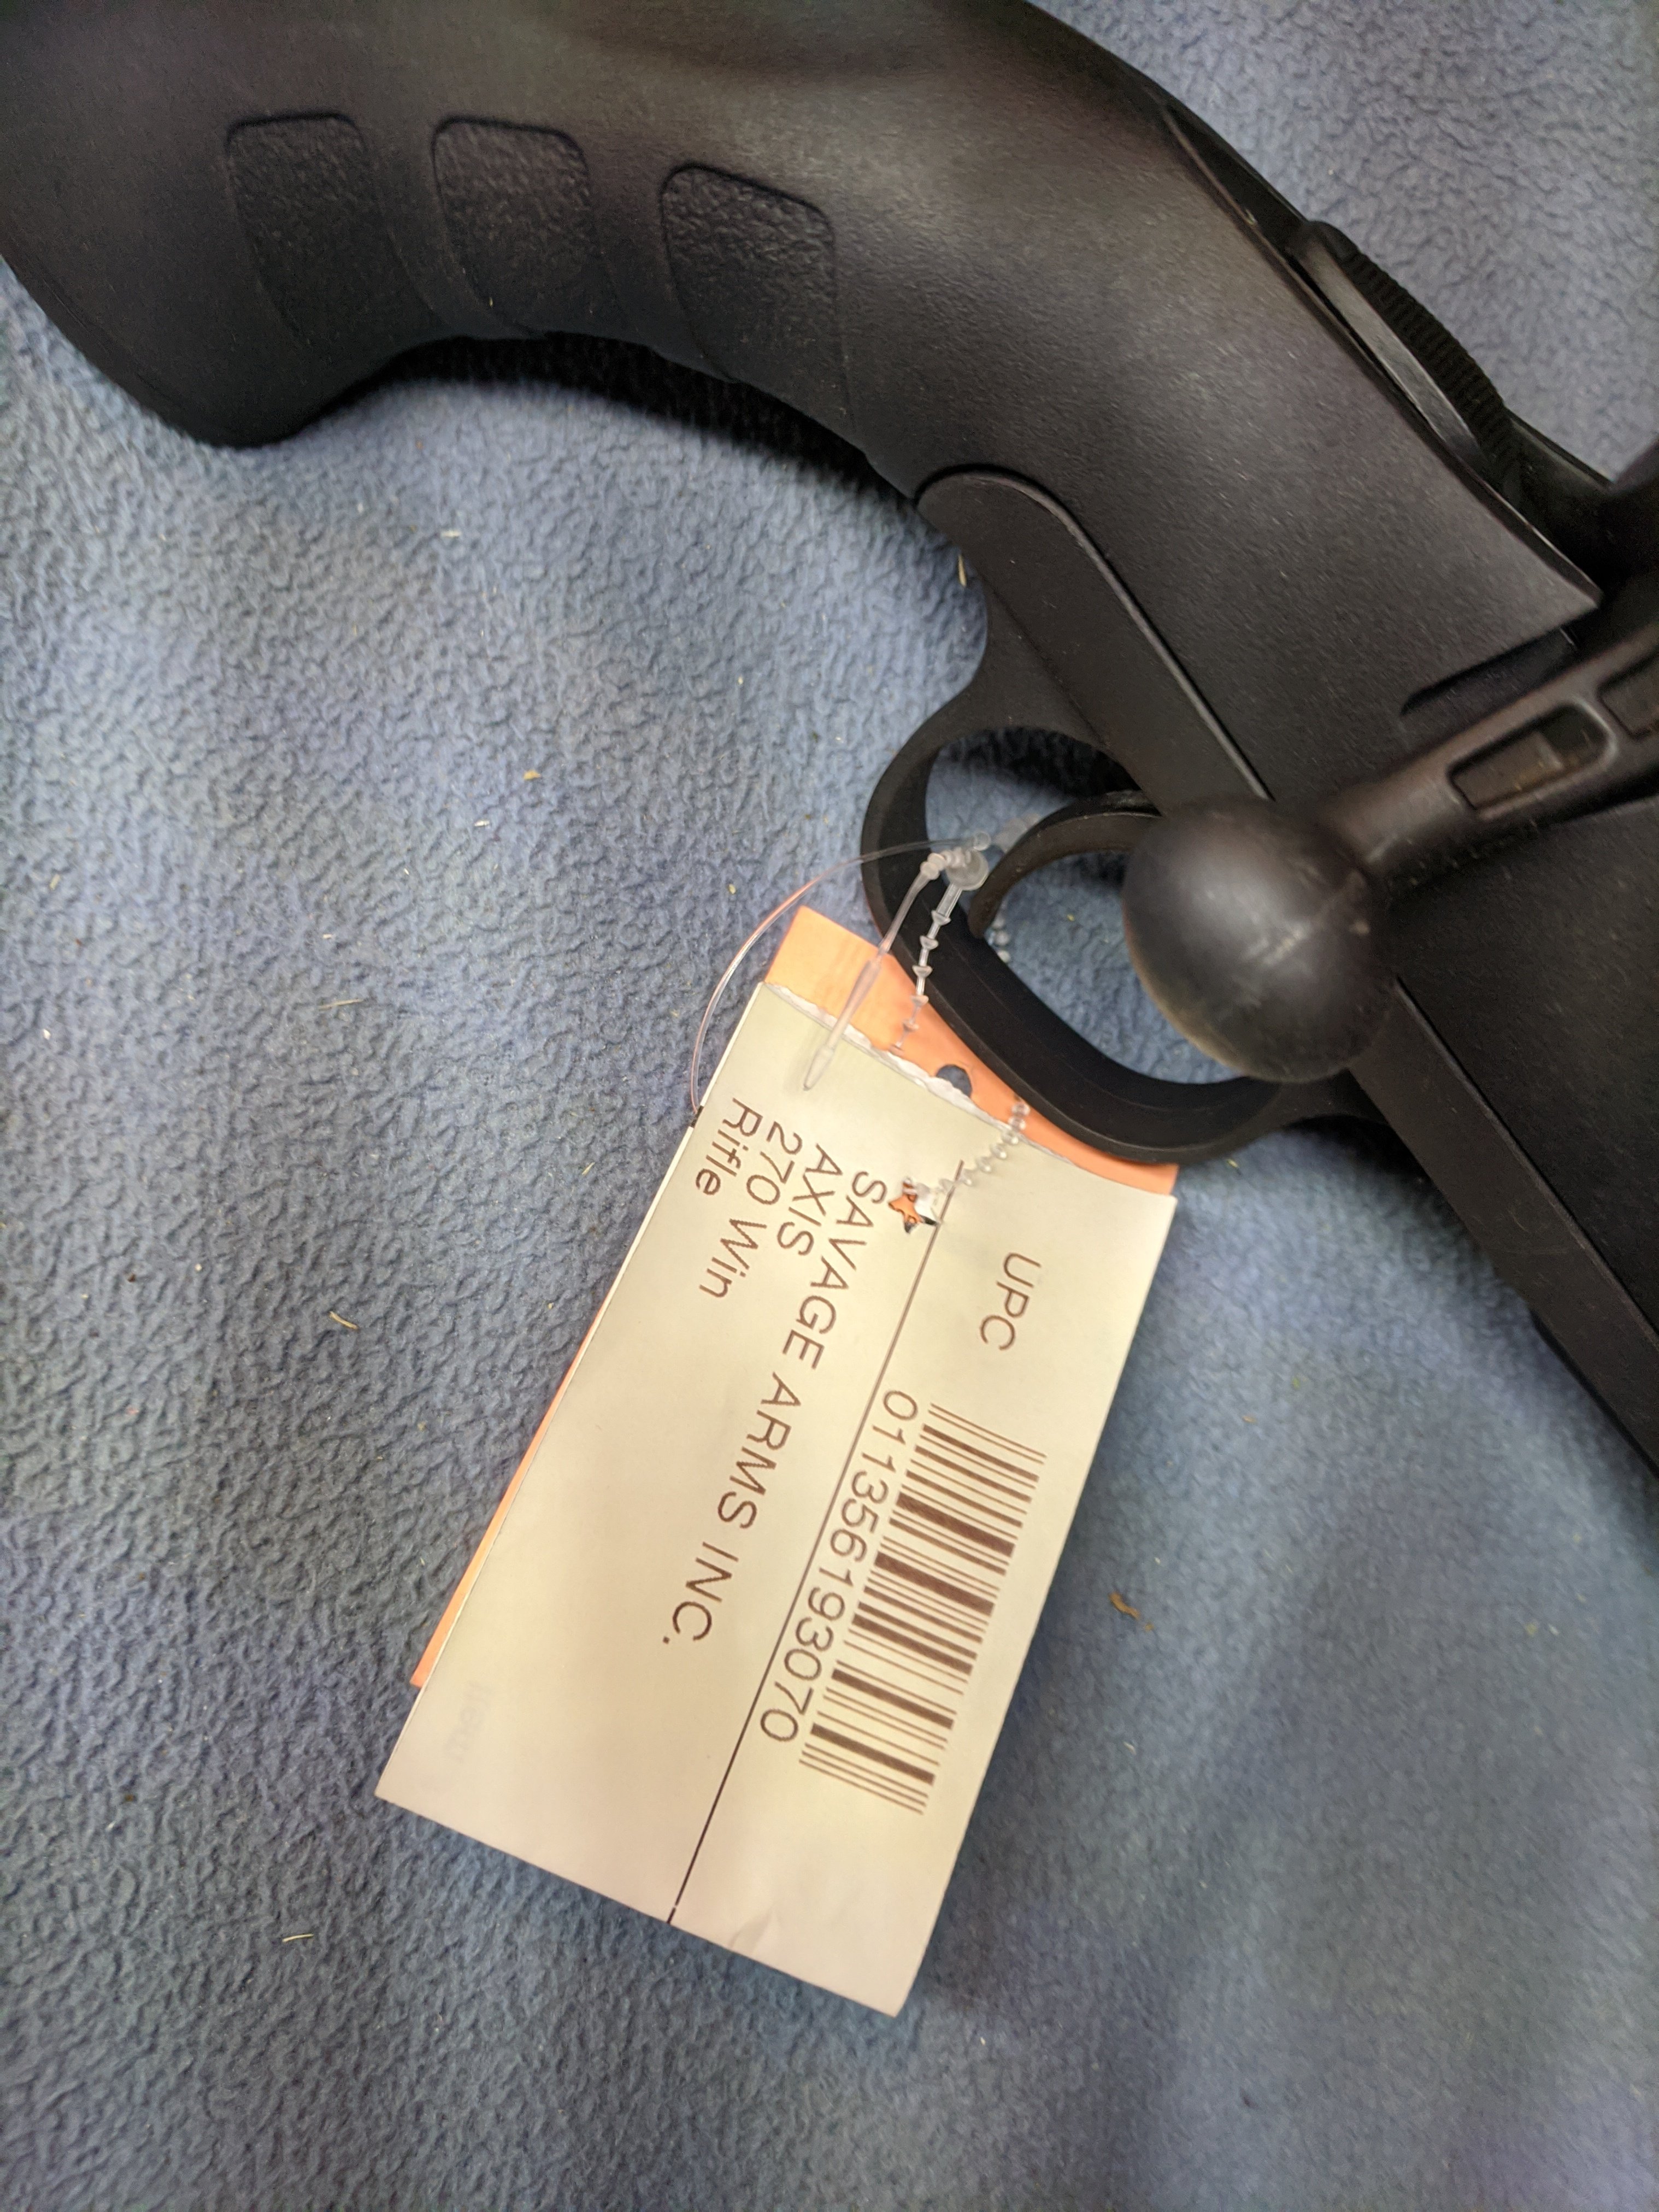 UPC
011356193070
SAVAGE ARMS INC.
AXIS
270 Win
Rifle